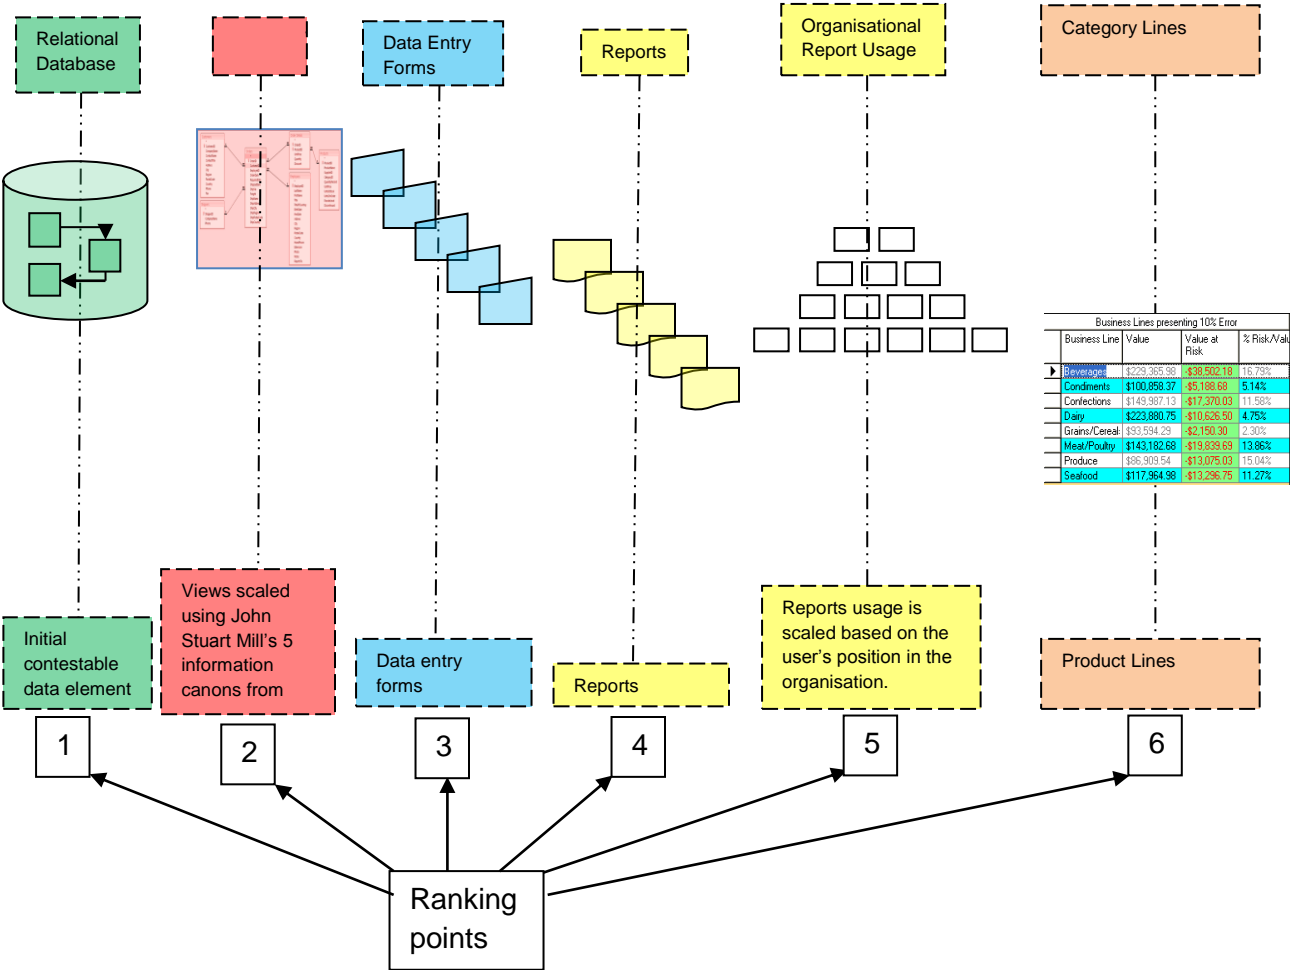 Relational
Database
Data Entry
Forms
Reports
Organisational
Report Usage
Category Lines
Business Lines presenting 10% Error
Business Line Value Value at Risk % Risk/Valu
Beverages $229,365.98 -$38,502.18 16.79%
Condiments $100,858.37 -$5,188.68 5.14%
Confections $149,987.13 -$17,370.03 11.58%
Dairy $223,880.75 -$10,626.50 4.75%
Grains/Cereal $93,594.29 -$2,150.30 2.30%
Meat/Poultry $143,182.68 -$19,839.69 13.86%
Produce $86,909.54 -$13,075.03 15.04%
Seafood $117,964.98 -$13,296.75 11.27%
Initial
contestable
data element
Views scaled
using John
Stuart Mill's 5
information
canons from
Data entry
forms
Reports
Reports usage is
scaled based on the
user's position in the
organisation.
Product Lines
1
2
3
4
5
6
Ranking
points